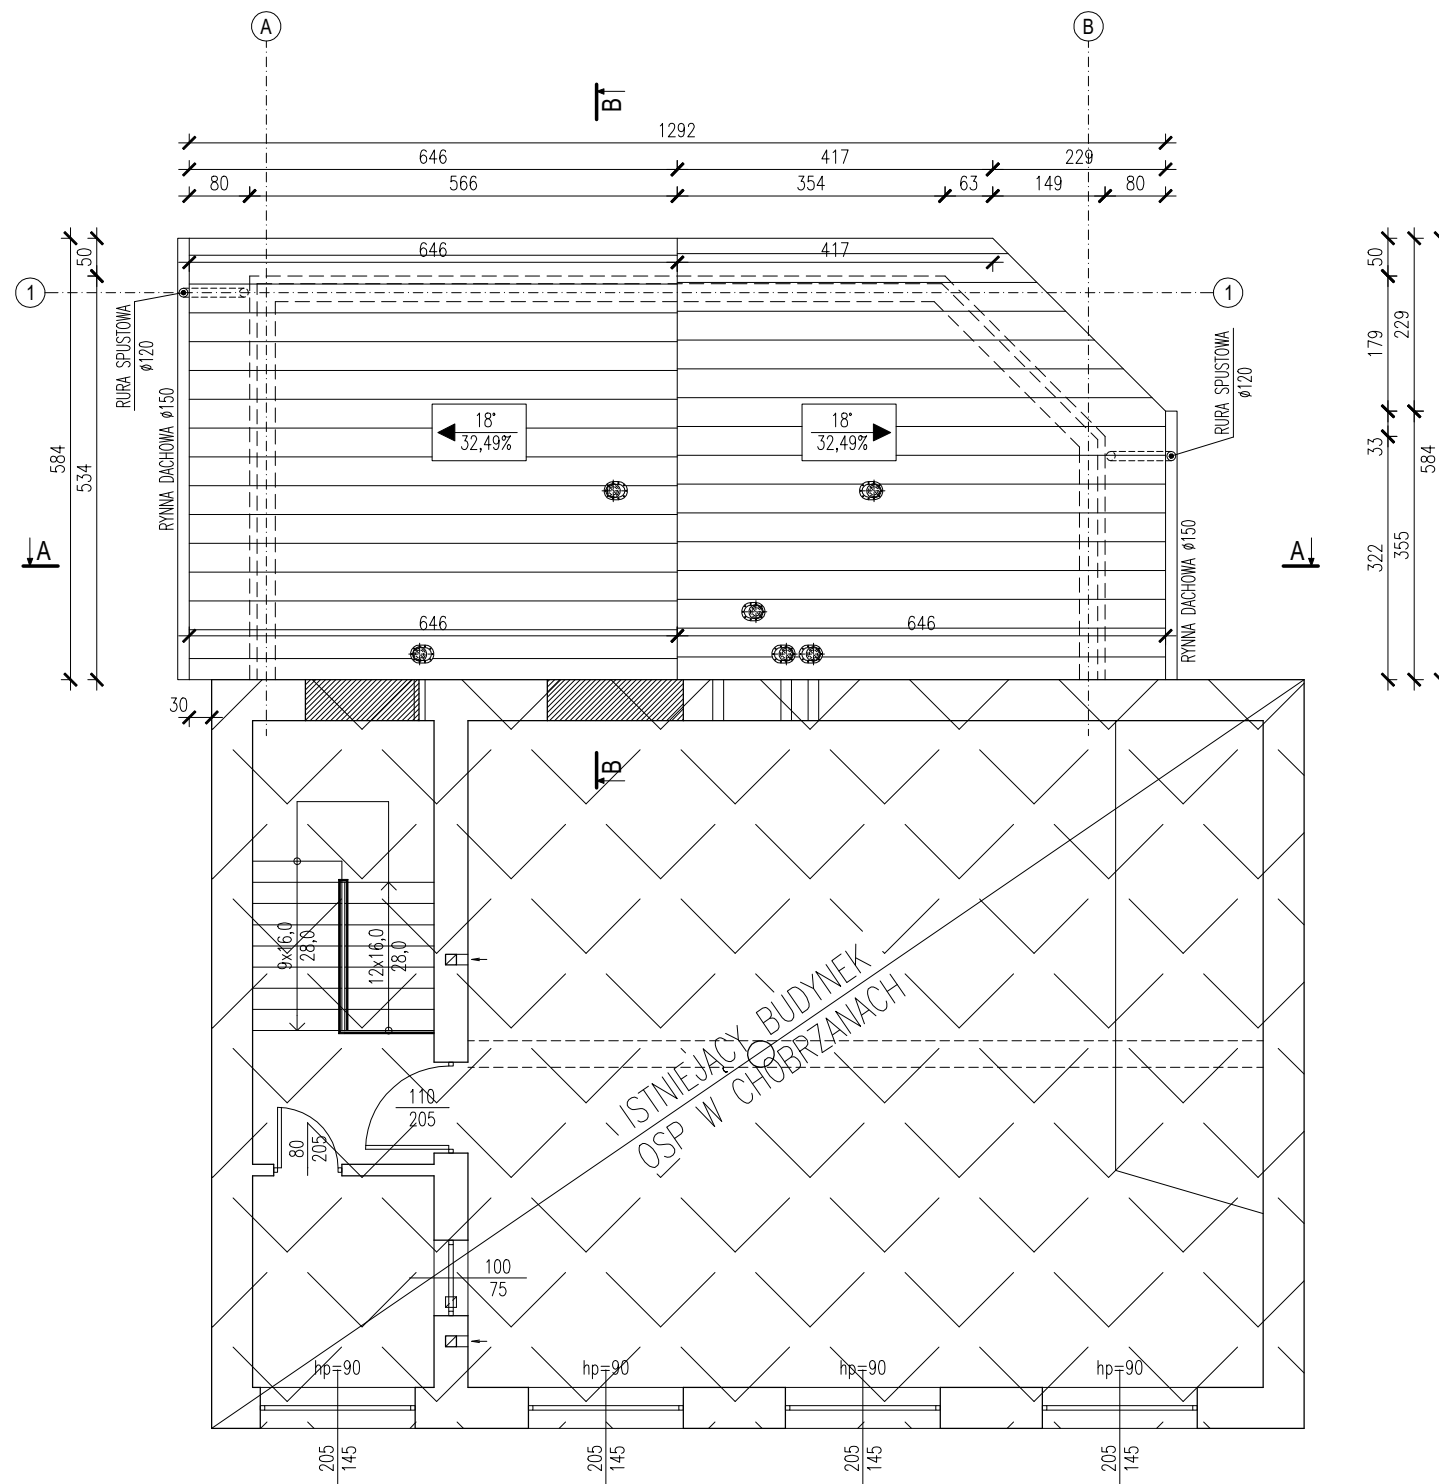 A
B
B
1292
646
417
229
80
566
354
63
149
80
646
417
50
50
1
1
RURA SPUSTOWA
ø120
RYNNA DACHOWA ø150
584
534
18°
32,49%
18°
32,49%
RURA SPUSTOWA
ø120
RYNNA DACHOWA ø150
179
229
33
322
355
584
A
A
646
646
30
B
9x16,0
28,0
12x16,0
28,0
ISTNIEJĄCY BUDYNEK
OSP W CHOBRZANACH
110
205
80
205
100
75
hp=90
hp=90
hp=90
hp=90
205
145
205
145
205
145
205
145